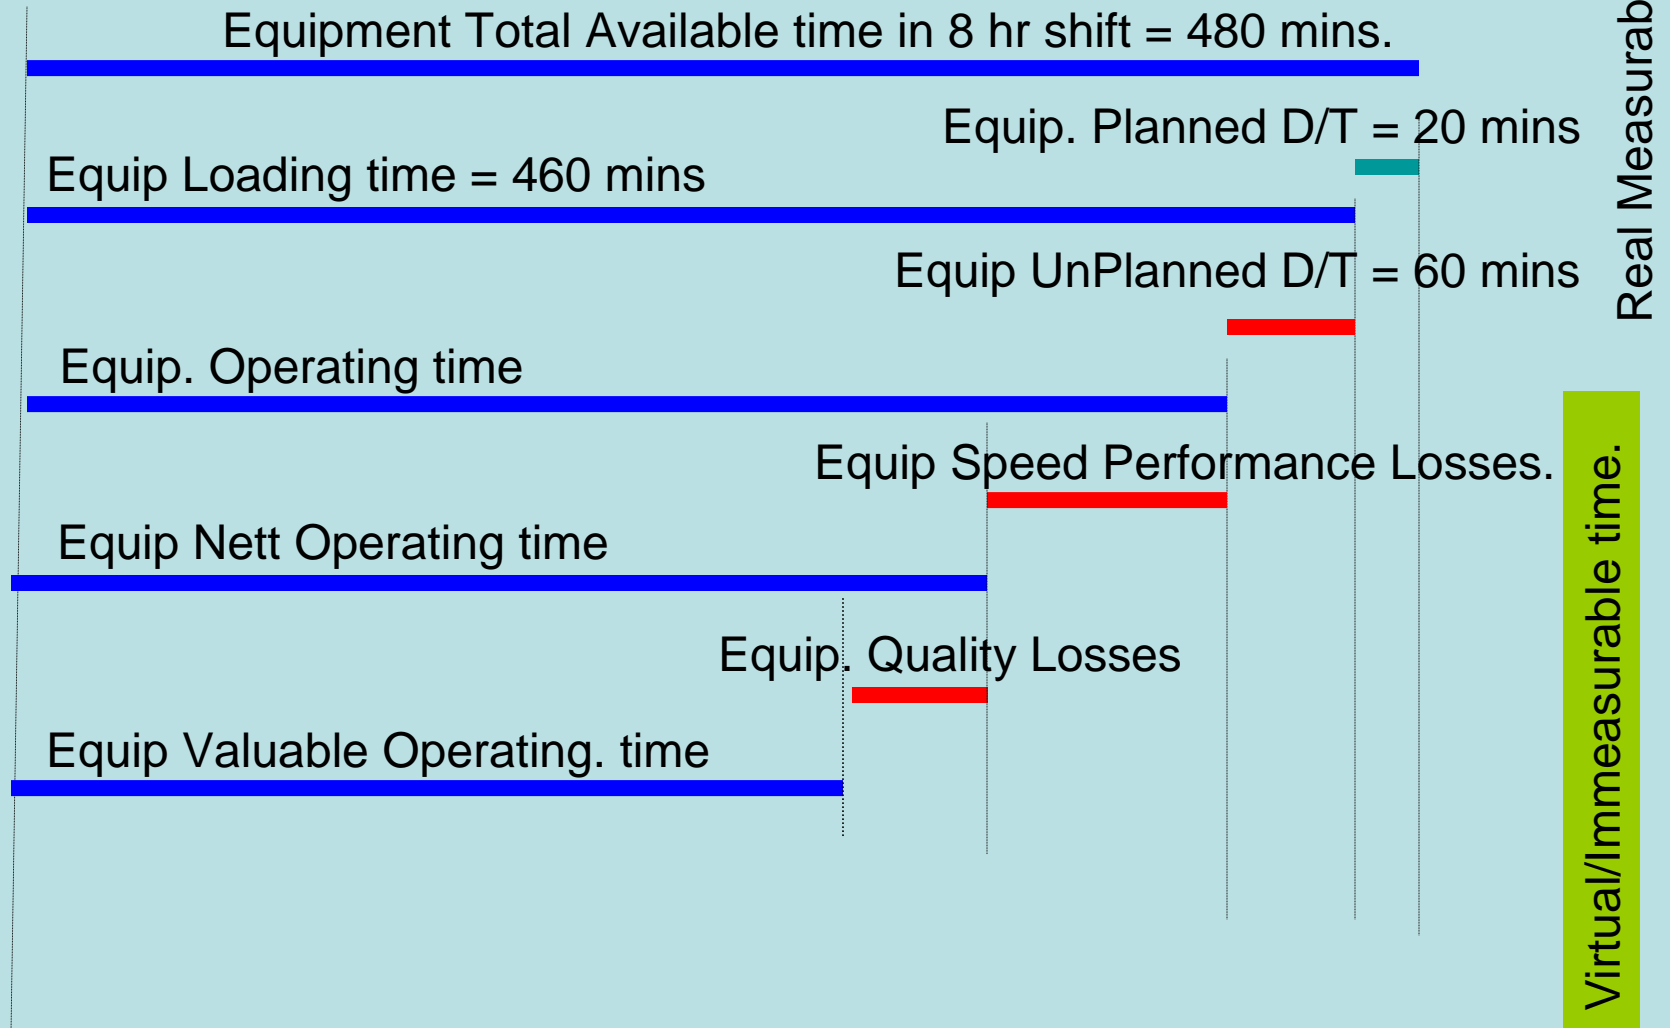 Equipment Total Available time in 8 hr shift = 480 mins.
Equip. Planned D/T = 20 mins
Equip Loading time = 460 mins
Equip UnPlanned D/T = 60 mins
Equip. Operating time
Equip Speed Performance Losses.
Equip Nett Operating time
Equip. Quality Losses
Equip Valuable Operating. time
Real Measurab
Virtual/Immeasurable time.